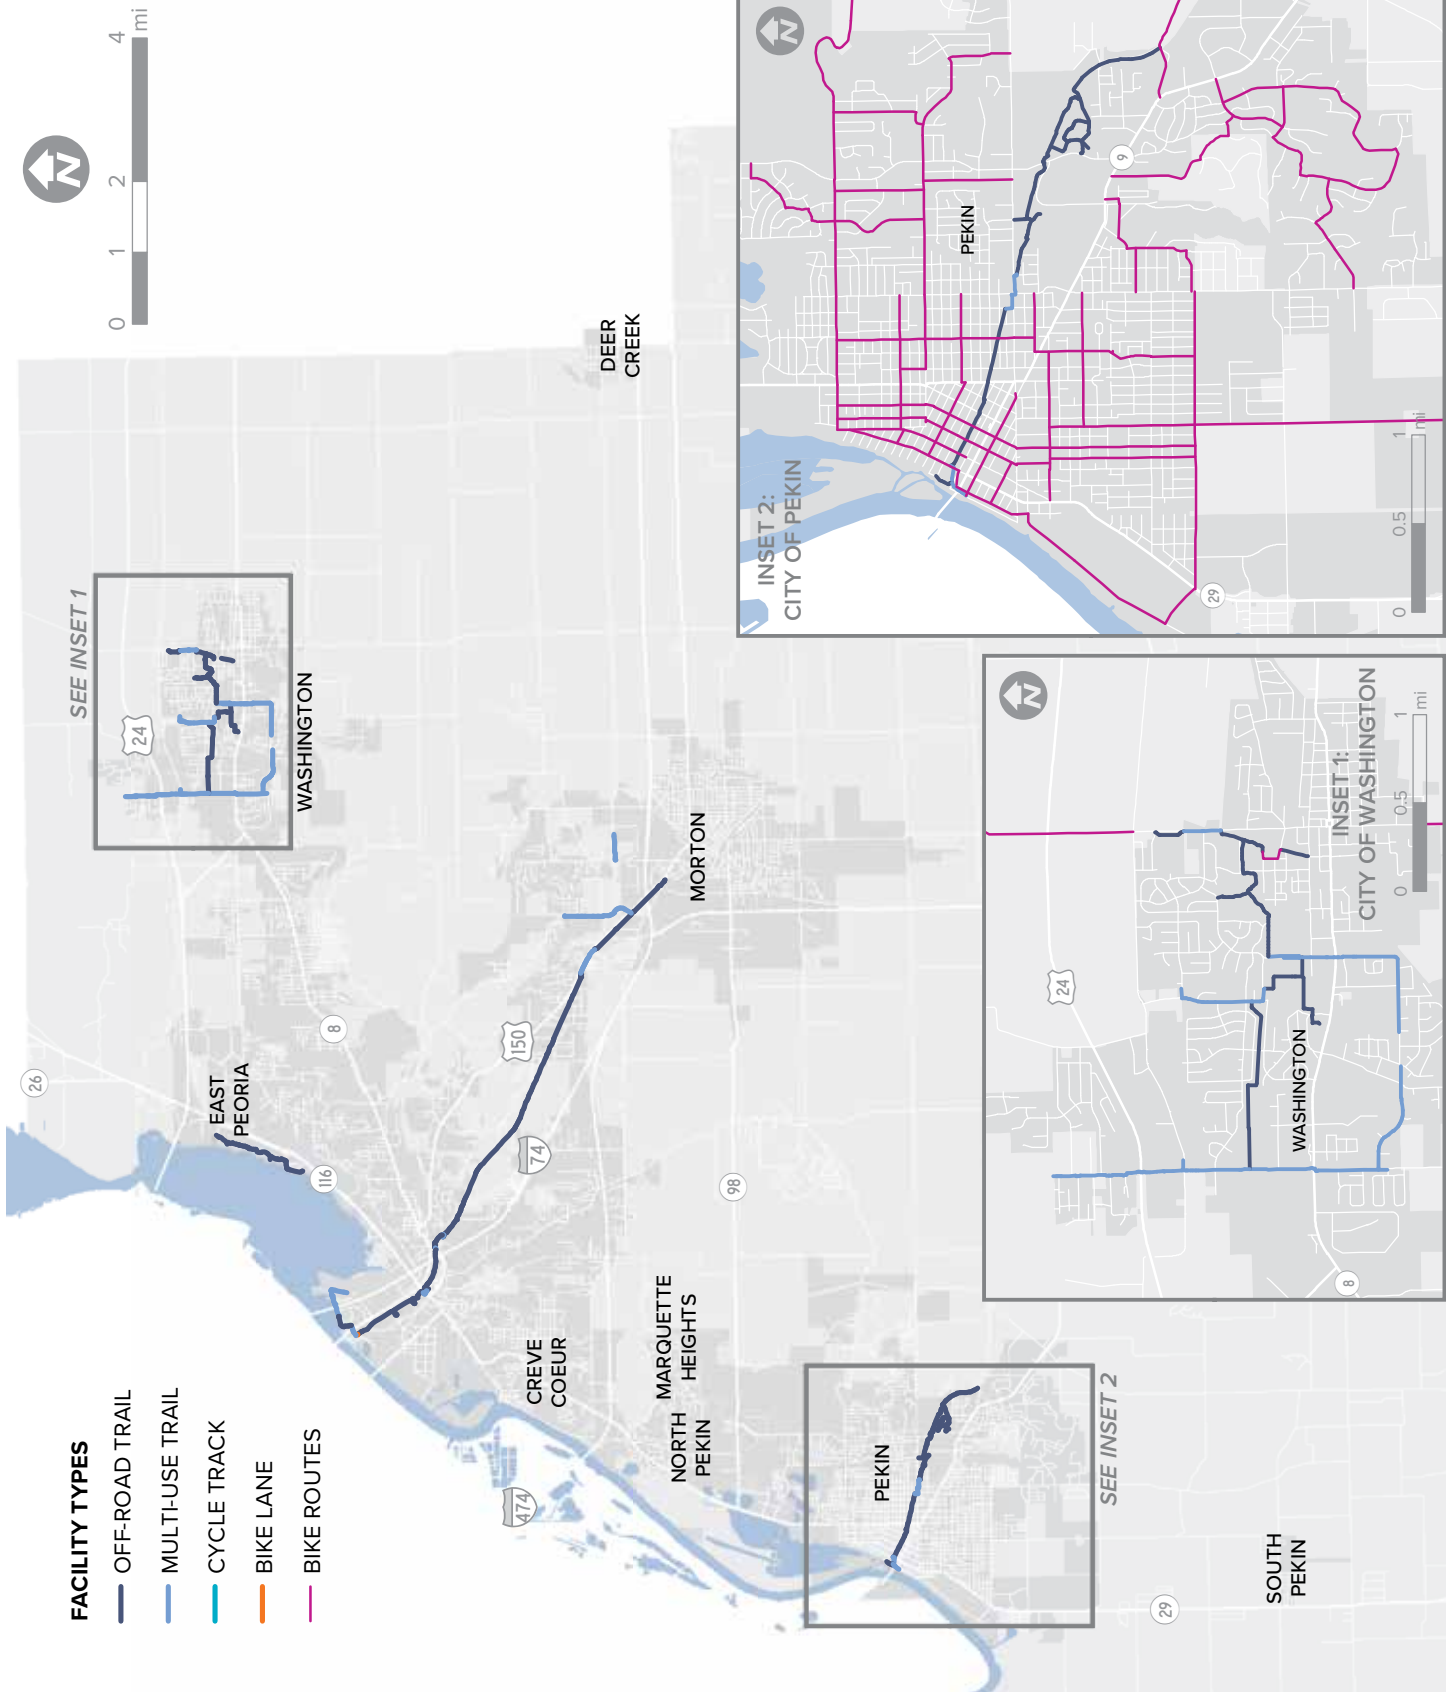 FACILITY TYPES
OFF-ROAD TRAIL
MULTI-USE TRAIL
CYCLE TRACK
BIKE LANE
BIKE ROUTES
N
0 1 2 4
mi
26
SEE INSET 1
24
WASHINGTON
EAST
PEORIA
8
116
DEER
CREEK
150
74
MORTON
CREVE
COEUR
474
MARQUETTE
HEIGHTS
98
NORTH
PEKIN
PEKIN
SEE INSET 2
29
SOUTH
PEKIN
N
24
WASHINGTON
8
INSET 1:
CITY OF WASHINGTON
0 0.5 1
mi
N
INSET 2:
CITY OF PEKIN
PEKIN
9
29
0 0.5 1
mi